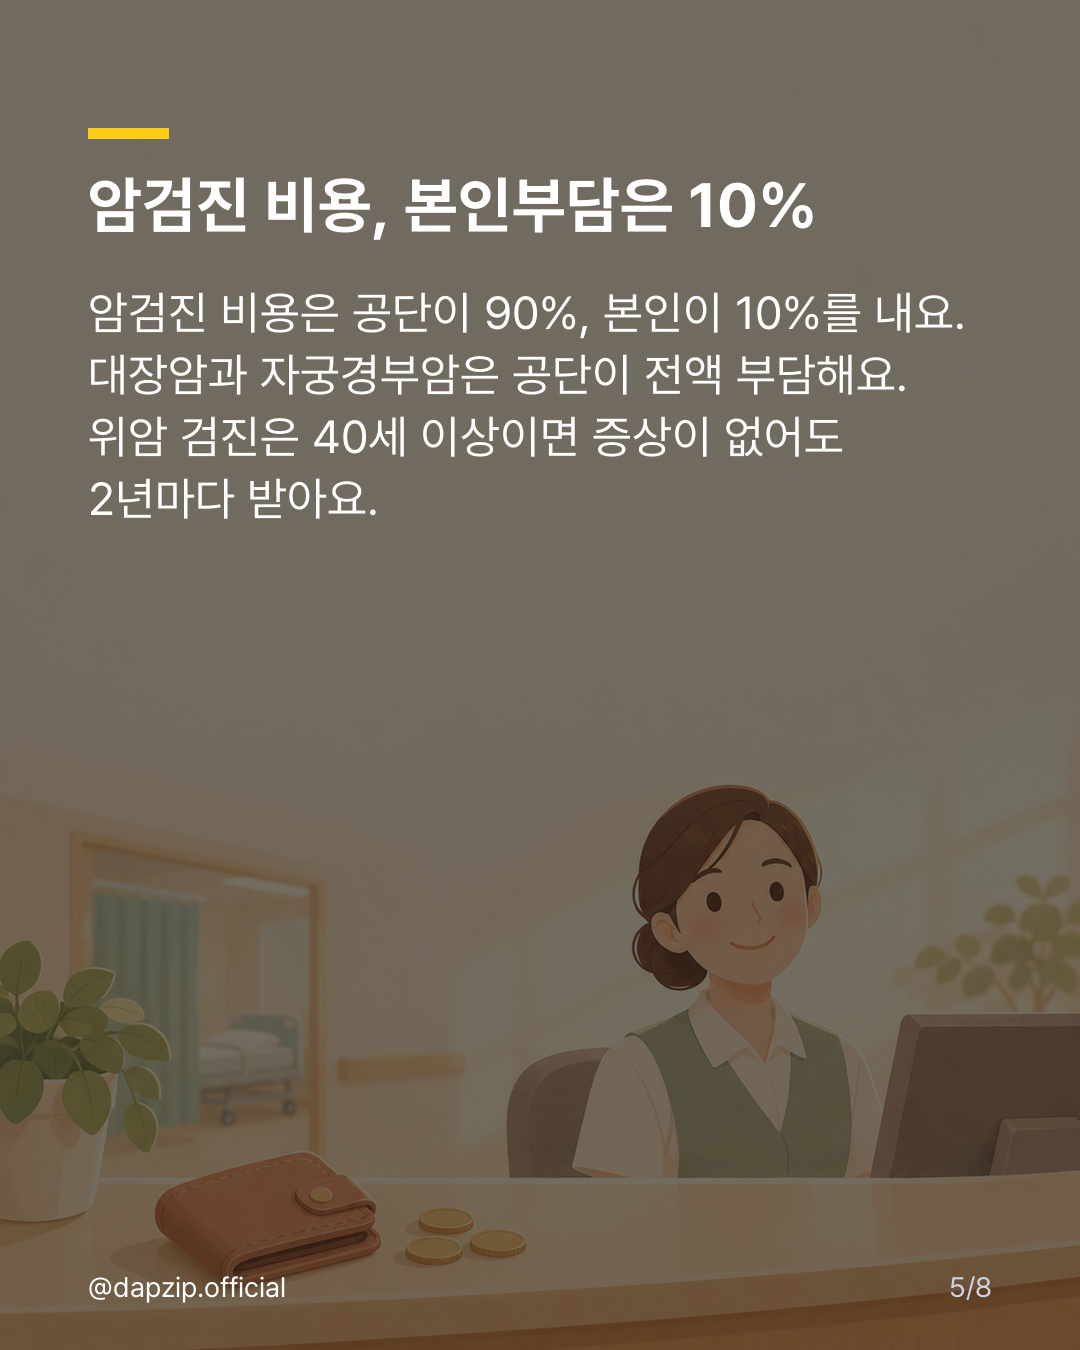 암검진 비용, 본인부담은 10%
암검진 비용은 공단이 90%, 본인이 10%를 내요.
대장암과 자궁경부암은 공단이 전액 부담해요.
위암 검진은 40세 이상이면 증상이 없어도
2년마다 받아요.
@dapzip.official
5/8